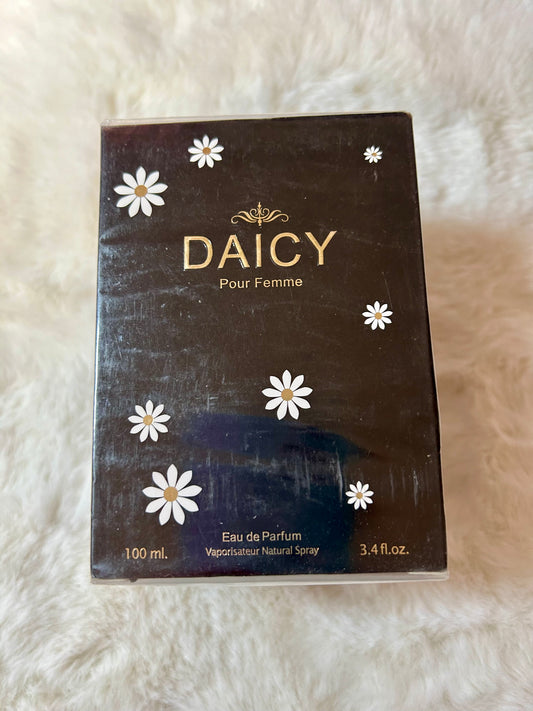 DAICY
Pour Femme
Eau de Parfum
100 ml. Vaporisateur Natural Spray 3.4 fl.oz.